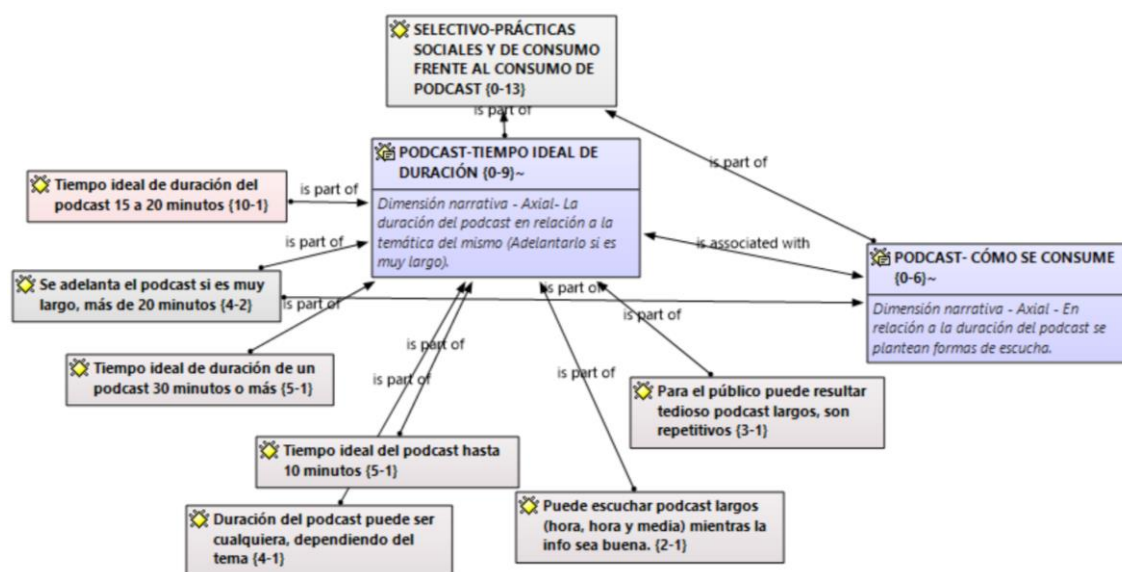 SELECTIVO-PRÁCTICAS
SOCIALES Y DE CONSUMO
FRENTE AL CONSUMO DE
PODCAST {0-13}
is part of
PODCAST-TIEMPO IDEAL DE
DURACIÓN {0-9}~
Dimensión narrativa - Axial- La
duración del podcast en relación a la
temática del mismo (Adelantarlo si es
muy largo).
is part of
Tiempo ideal de duración del
podcast 15 a 20 minutos {10-1}
is part of
is part of
is associated with
PODCAST- CÓMO SE CONSUME
{0-6}~
Dimensión narrativa - Axial - En
relación a la duración del podcast se
plantean formas de escucha.
Se adelanta el podcast si es muy
largo, más de 20 minutos {4-2}
is part of
is part of
is part of
is part of
is part of
is part of
Tiempo ideal de duración de un
podcast 30 minutos o más {5-1}
Para el público puede resultar
tedioso podcast largos, son
repetitivos {3-1}
Tiempo ideal del podcast hasta
10 minutos {5-1}
Duración del podcast puede ser
cualquiera, dependiendo del
tema {4-1}
Puede escuchar podcast largos
(hora, hora y media) mientras la
info sea buena. {2-1}